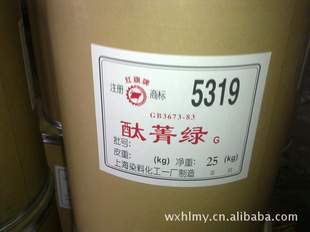 红旗牌
注册 商标 5319
GB3673-83
酞菁绿 G
批号:
皮重: (kg) 净重: 25 (kg)
上海染料化工一厂制造
wxhlmy.cn.alibaba.com